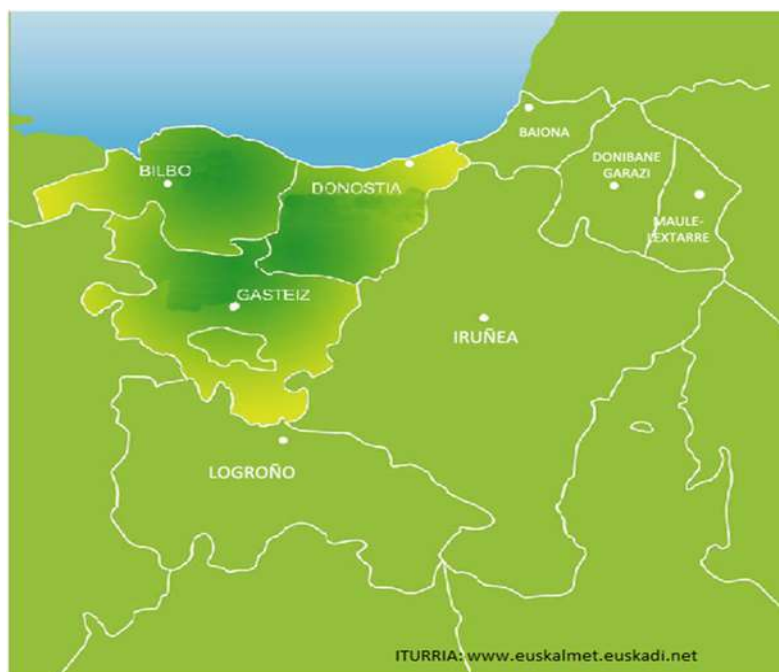 BAIONA
BILBO
DONOSTIA
DONIBANE
GARAZI
MAULE-
LEXTARRE
GASTEIZ
IRUÑEA
LOGROÑO
ITURRIA: www.euskalmet.euskadi.net